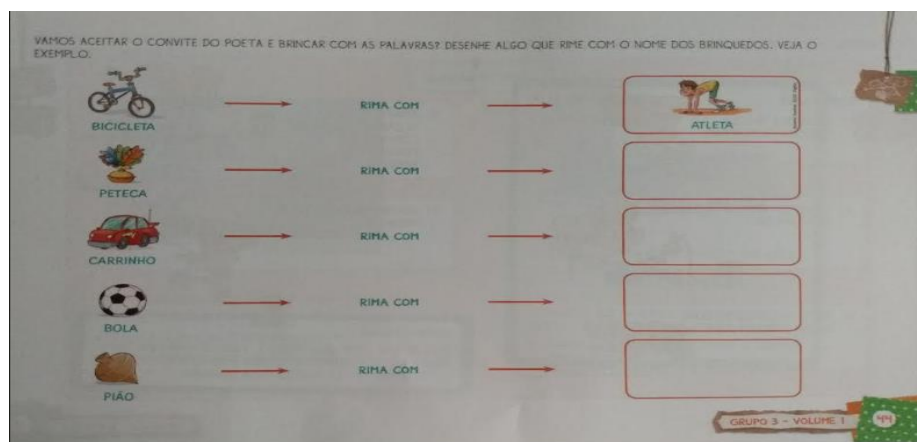 VAMOS ACEITAR O CONVITE DO POETA E BRINCAR COM AS PALAVRAS? DESENHE ALGO QUE RIME COM O NOME DOS BRINQUEDOS. VEJA O
EXEMPLO.
BICICLETA
RIMA COM
ATLETA
PETECA
RIMA COM
CARRINHO
RIMA COM
BOLA
RIMA COM
PIÃO
RIMA COM
GRUPO 3 - VOLUME 1
44